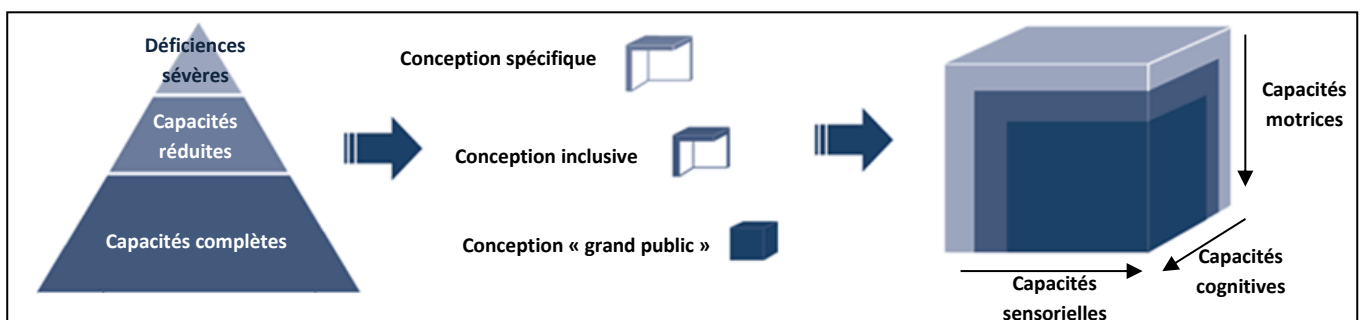 Déficiences
sévères
Capacités
réduites
Capacités complètes
Conception spécifique
Conception inclusive
Conception « grand public »
Capacités
motrices
Capacités
cognitives
Capacités
sensorielles